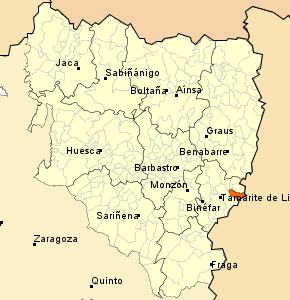 Jaca
Sabiñánigo
Boltaña
Aínsa
Graus
Huesca
Benabarre
Barbastro
Monzón
Tamarite de Li
Binéfar
Sariñena
Zaragoza
Fraga
Quinto